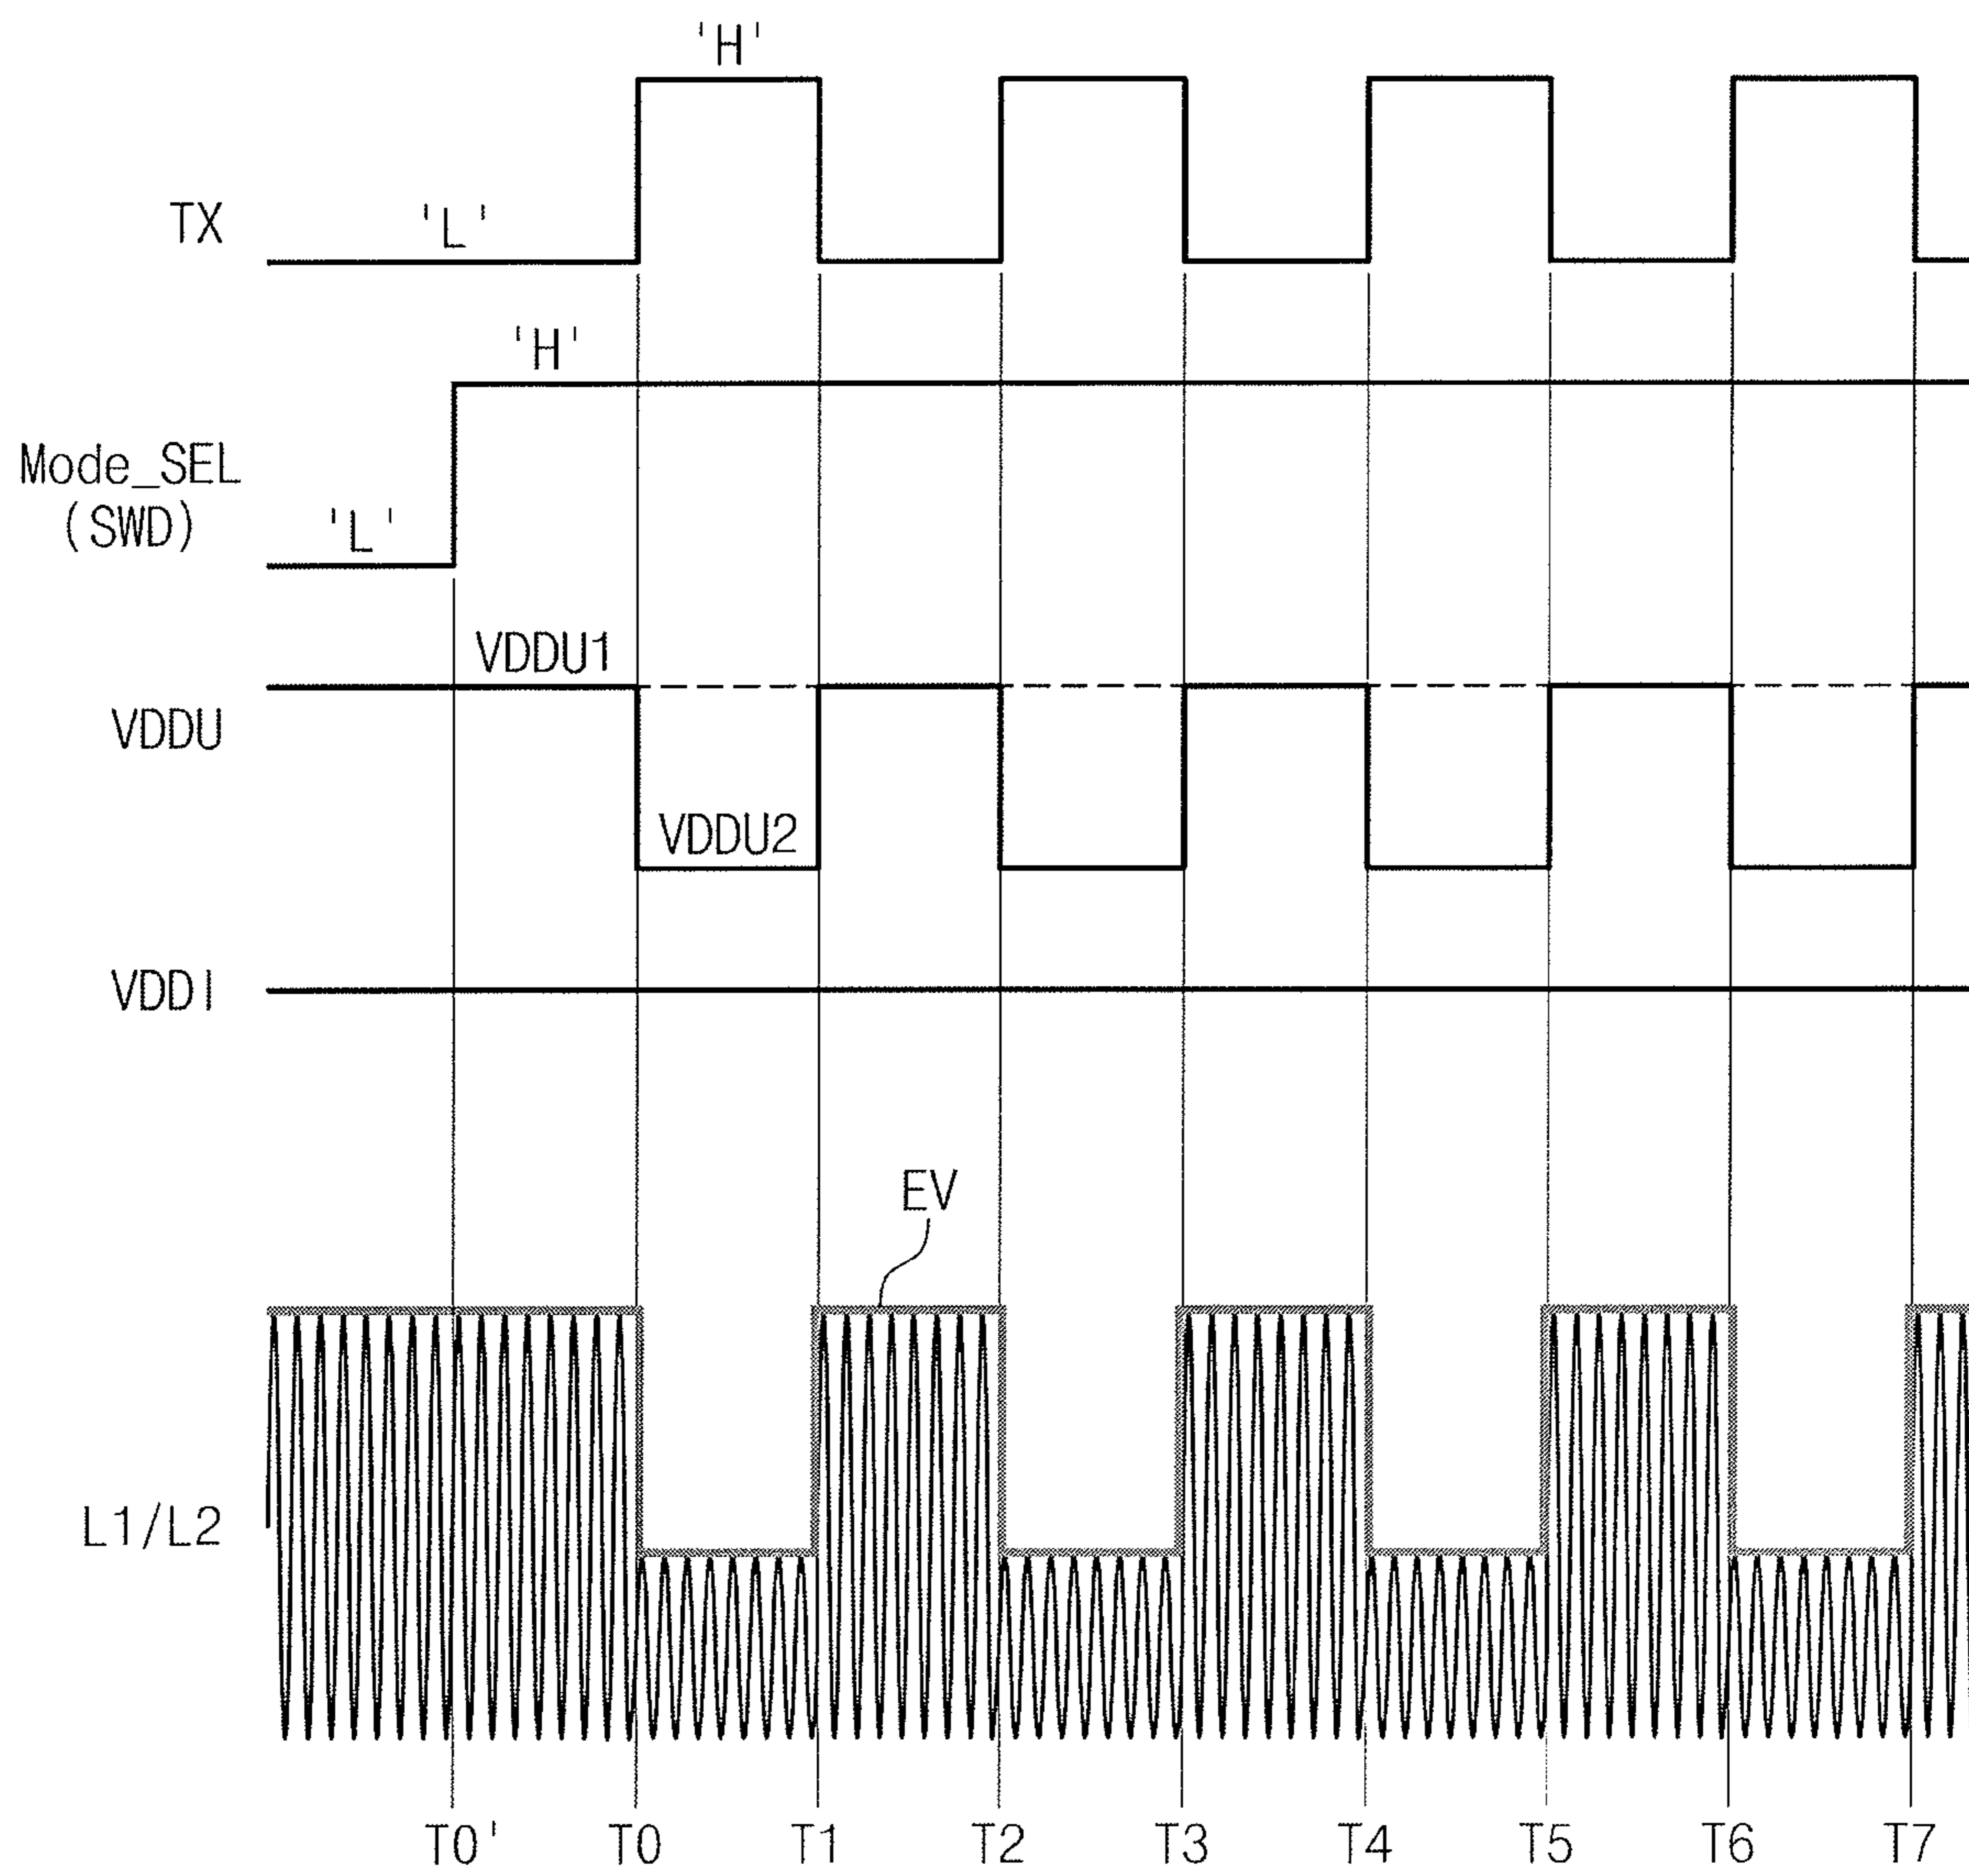 'H'
TX
'L'
'H'
Mode_SEL
(SWD)
'L'
VDDU1
VDDU
VDDU2
VDDI
EV
L1/L2
T0' T0 T1 T2 T3 T4 T5 T6 T7